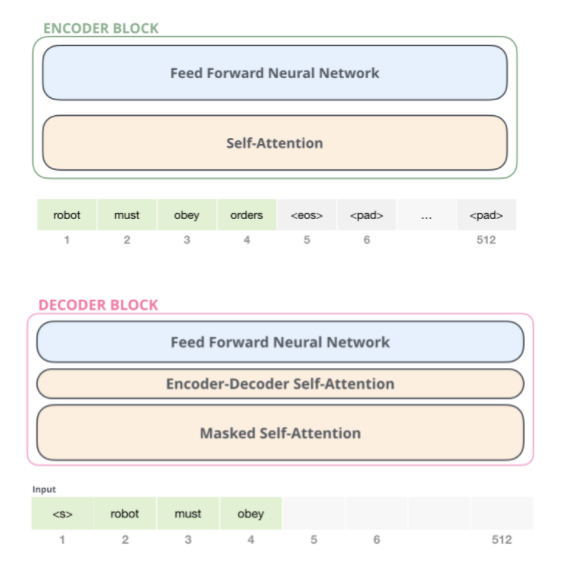 ENCODER BLOCK
Feed Forward Neural Network
Self-Attention
robot must obey orders <eos> <pad> ... <pad>
1 2 3 4 5 6 512
DECODER BLOCK
Feed Forward Neural Network
Encoder-Decoder Self-Attention
Masked Self-Attention
Input
<s> robot must obey
1 2 3 4 5 6 512